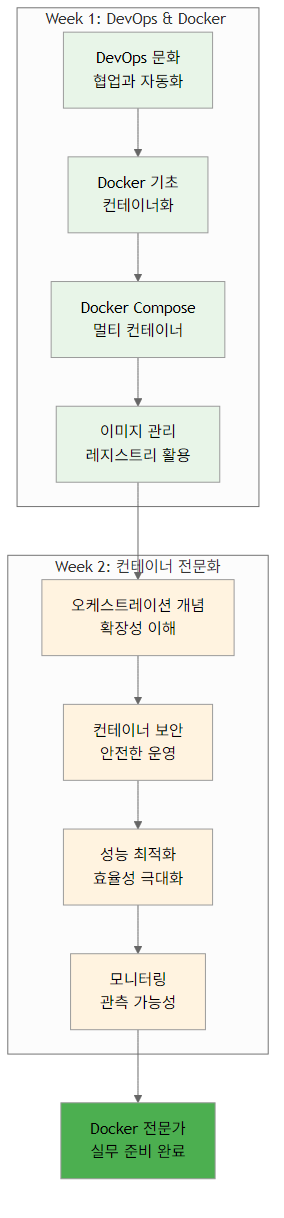 Week 1: DevOps & Docker
DevOps 문화
협업과 자동화
Docker 기초
컨테이너화
Docker Compose
멀티 컨테이너
이미지 관리
레지스트리 활용
Week 2: 컨테이너 전문화
오케스트레이션 개념
확장성 이해
컨테이너 보안
안전한 운영
성능 최적화
효율성 극대화
모니터링
관측 가능성
Docker 전문가
실무 준비 완료